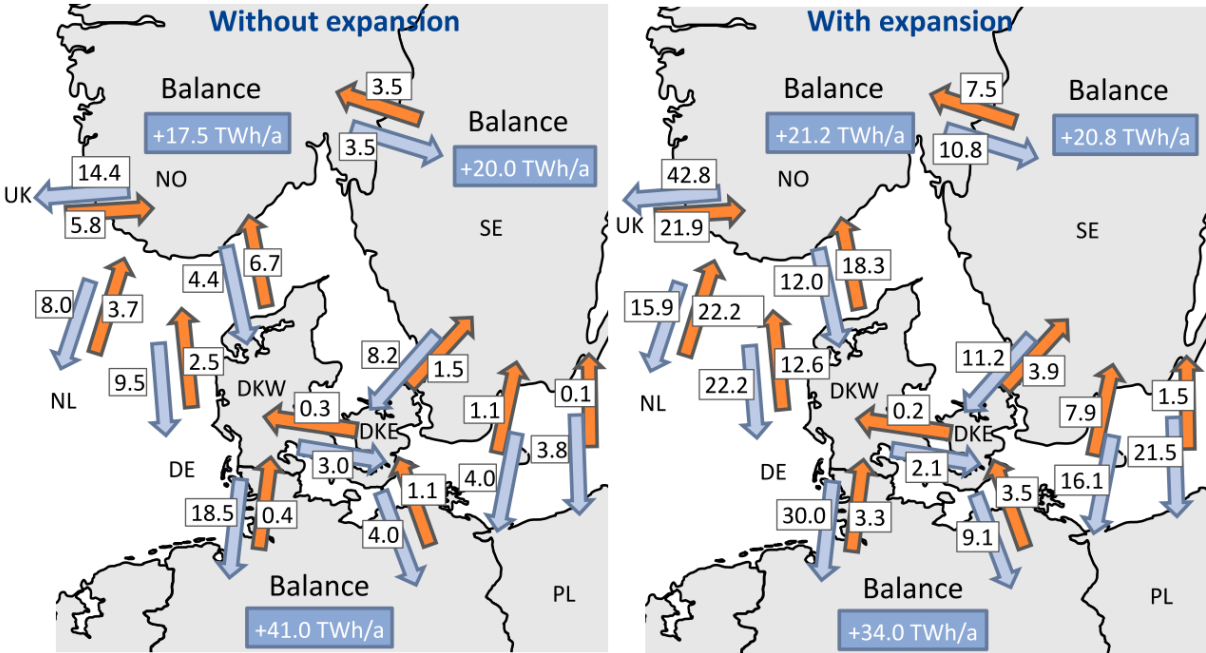 Without expansion
3.5
Balance
+17.5 TWh/a
3.5
Balance
+20.0 TWh/a
14.4
NO
UK
5.8
SE
4.4
6.7
8.0
3.7
2.5
9.5
8.2
1.5
NL
DKW
0.3
1.1
0.1
DKE
3.0
3.8
DE
4.0
1.1
18.5
0.4
4.0
Balance
PL
+41.0 TWh/a
With expansion
7.5
Balance
+21.2 TWh/a
10.8
Balance
+20.8 TWh/a
42.8
NO
UK
21.9
SE
12.0
18.3
15.9
22.2
12.6
22.2
11.2
3.9
NL
DKW
0.2
7.9
1.5
DKE
2.1
21.5
DE
16.1
3.5
30.0
3.3
9.1
Balance
PL
+34.0 TWh/a